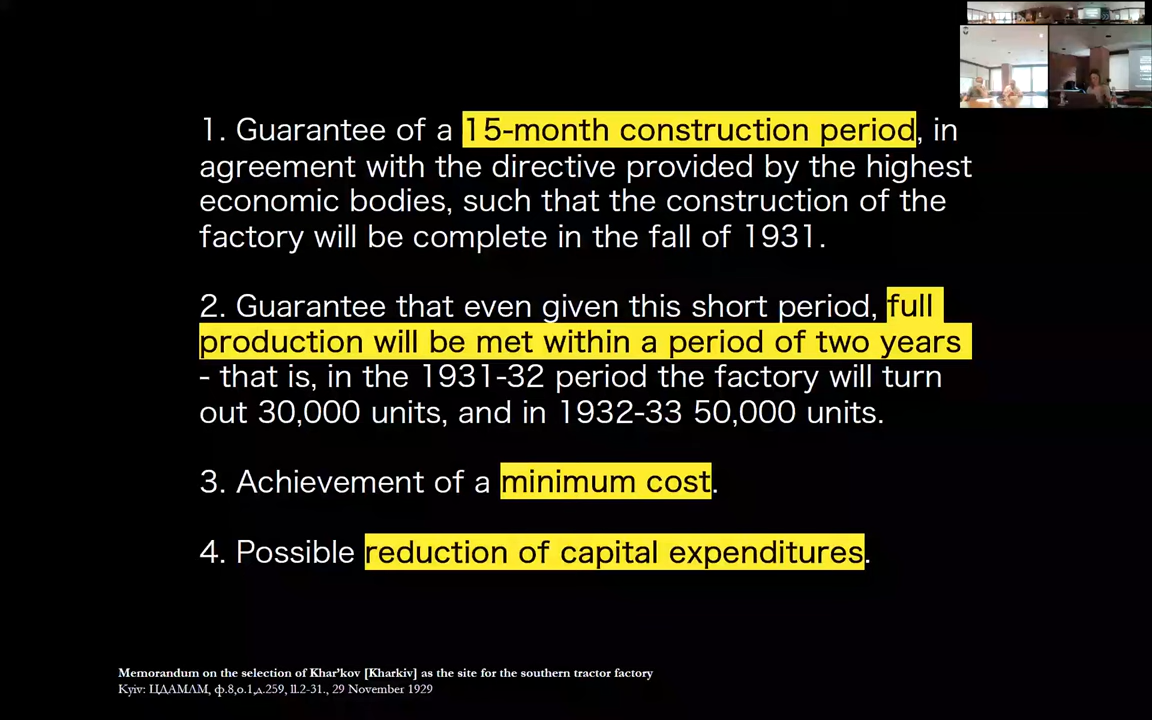 1. Guarantee of a 15-month construction period, in
agreement with the directive provided by the highest
economic bodies, such that the construction of the
factory will be complete in the fall of 1931.
2. Guarantee that even given this short period, full
production will be met within a period of two years
- that is, in the 1931-32 period the factory will turn
out 30,000 units, and in 1932-33 50,000 units.
3. Achievement of a minimum cost.
4. Possible reduction of capital expenditures.
Memorandum on the selection of Khar'kov [Kharkiv] as the site for the southern tractor factory
Kyiv: ЦДАМЛМ, ф.8,о.1,д.259, ll.2-31., 29 November 1929